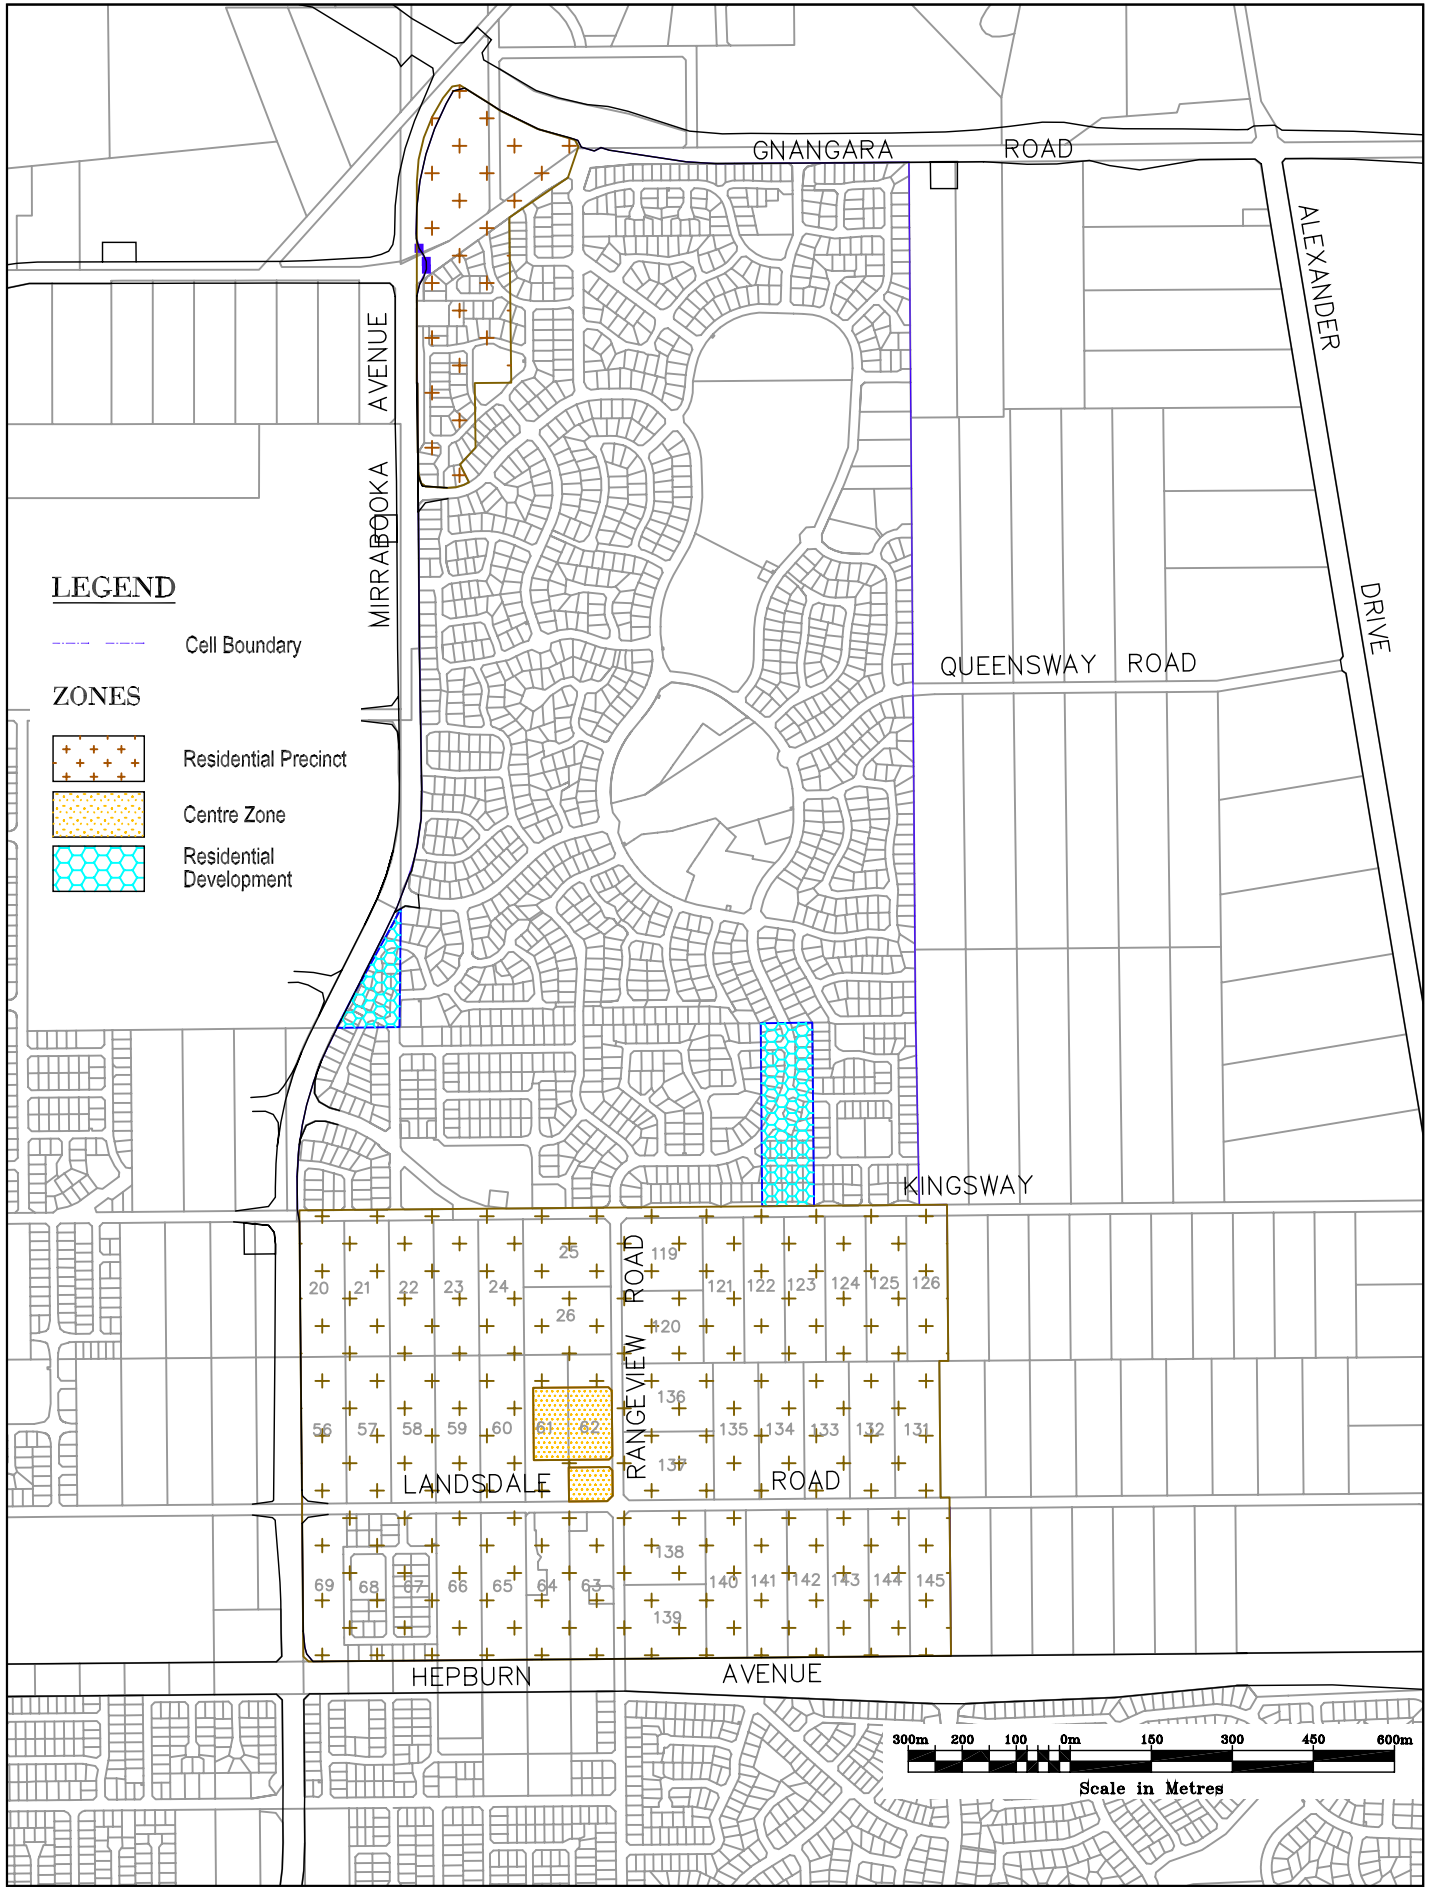 GNANGARA ROAD
ALEXANDER
DRIVE
MIRRABOOKA AVENUE
LEGEND
Cell Boundary
ZONES
Residential Precinct
Centre Zone
Residential
Development
QUEENSWAY ROAD
KINGSWAY
RANGEVIEW ROAD
25 119
20 21 22 23 24 121 122 123 124 125 126
26 120
136
56 57 58 59 60 61 62 135 134 133 132 131
137
LANDSDALE ROAD
138
69 68 67 66 65 64 63 140 141 142 143 144 145
139
HEPBURN AVENUE
300m 200 100 0m 150 300 450 600m
Scale in Metres